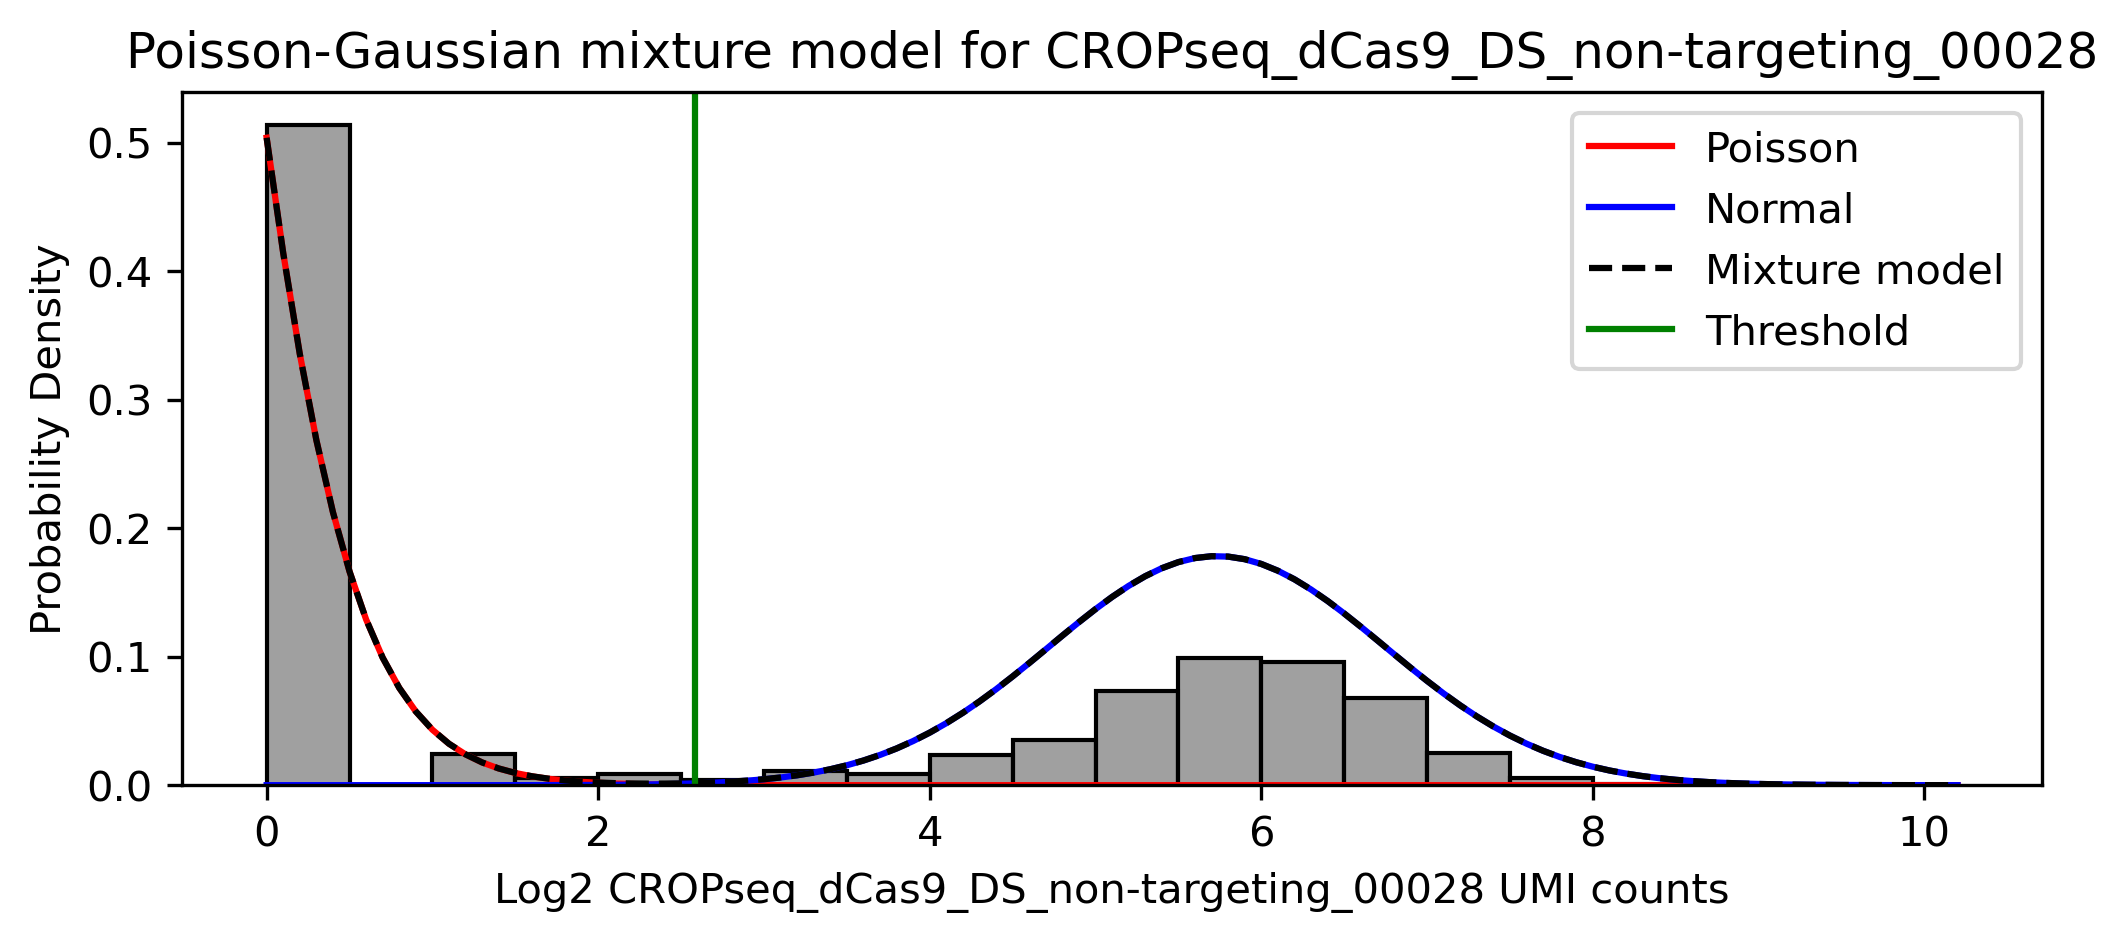 Poisson-Gaussian mixture model for CROPseq_dCas9_DS_non-targeting_00028
Probability Density
0.5
0.4
0.3
0.2
0.1
0.0
Poisson
Normal
Mixture model
Threshold
0 2 4 6 8 10
Log2 CROPseq_dCas9_DS_non-targeting_00028 UMI counts